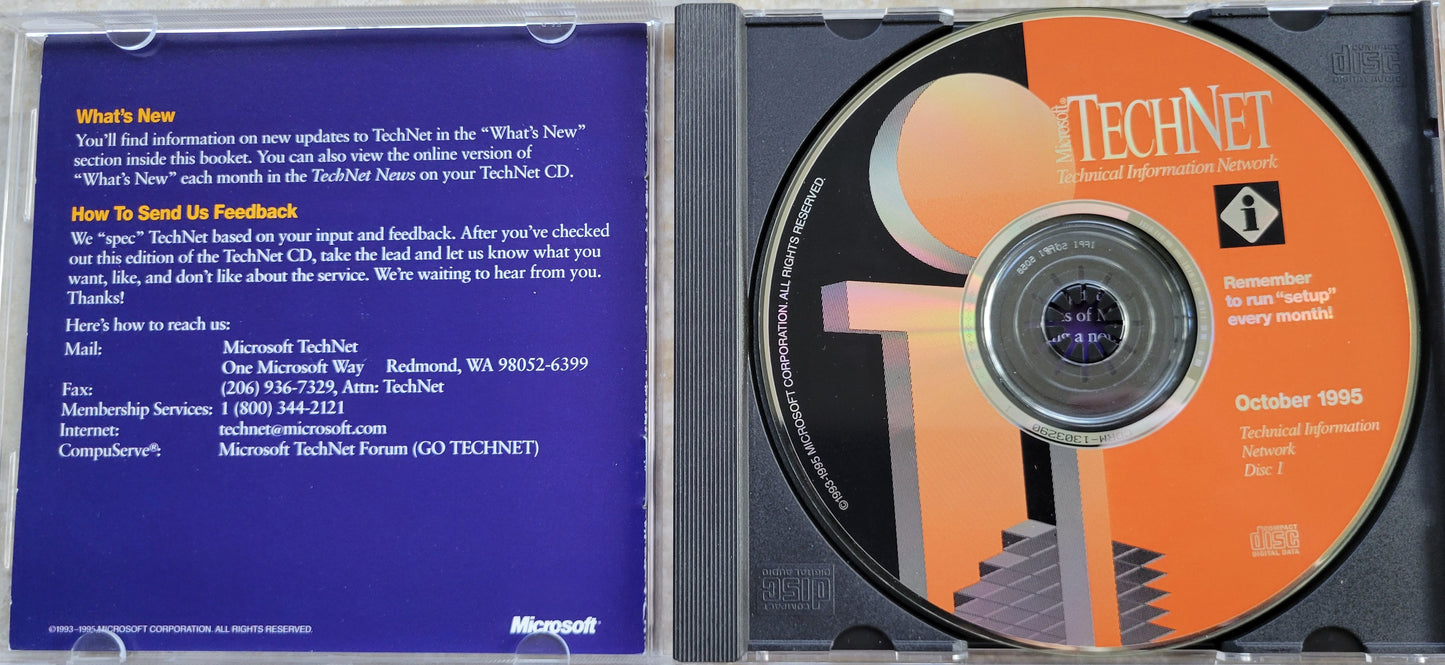 What's New
You'll find information on new updates to TechNet in the “What's New”
section inside this booket. You can also view the online version of
“What's New” each month in the TechNet News on your TechNet CD.
How To Send Us Feedback
We “spec” TechNet based on your input and feedback. After you've checked
out this edition of the TechNet CD, take the lead and let us know what you
want, like, and don't like about the service. We're waiting to hear from you.
Thanks!
Here's how to reach us:
Mail: Microsoft TechNet
One Microsoft Way Redmond, WA 98052-6399
Fax: (206) 936-7329, Attn: TechNet
Membership Services: 1 (800) 344-2121
Internet: technet@microsoft.com
CompuServe®: Microsoft TechNet Forum (GO TECHNET)
©1993-1995 MICROSOFT CORPORATION. ALL RIGHTS RESERVED.
Microsoft®
COMPACT
disc
DIGITAL AUDIO
Microsoft®
TECHNET
Technical Information Network
i
©1993-1995 MICROSOFT CORPORATION. ALL RIGHTS RESERVED.
Remember
to run “setup”
every month!
s of M
a
October 1995
Technical Information
Network
Disc 1
COMPACT
disc
DIGITAL DATA
COMPACT
disc
DIGITAL AUDIO